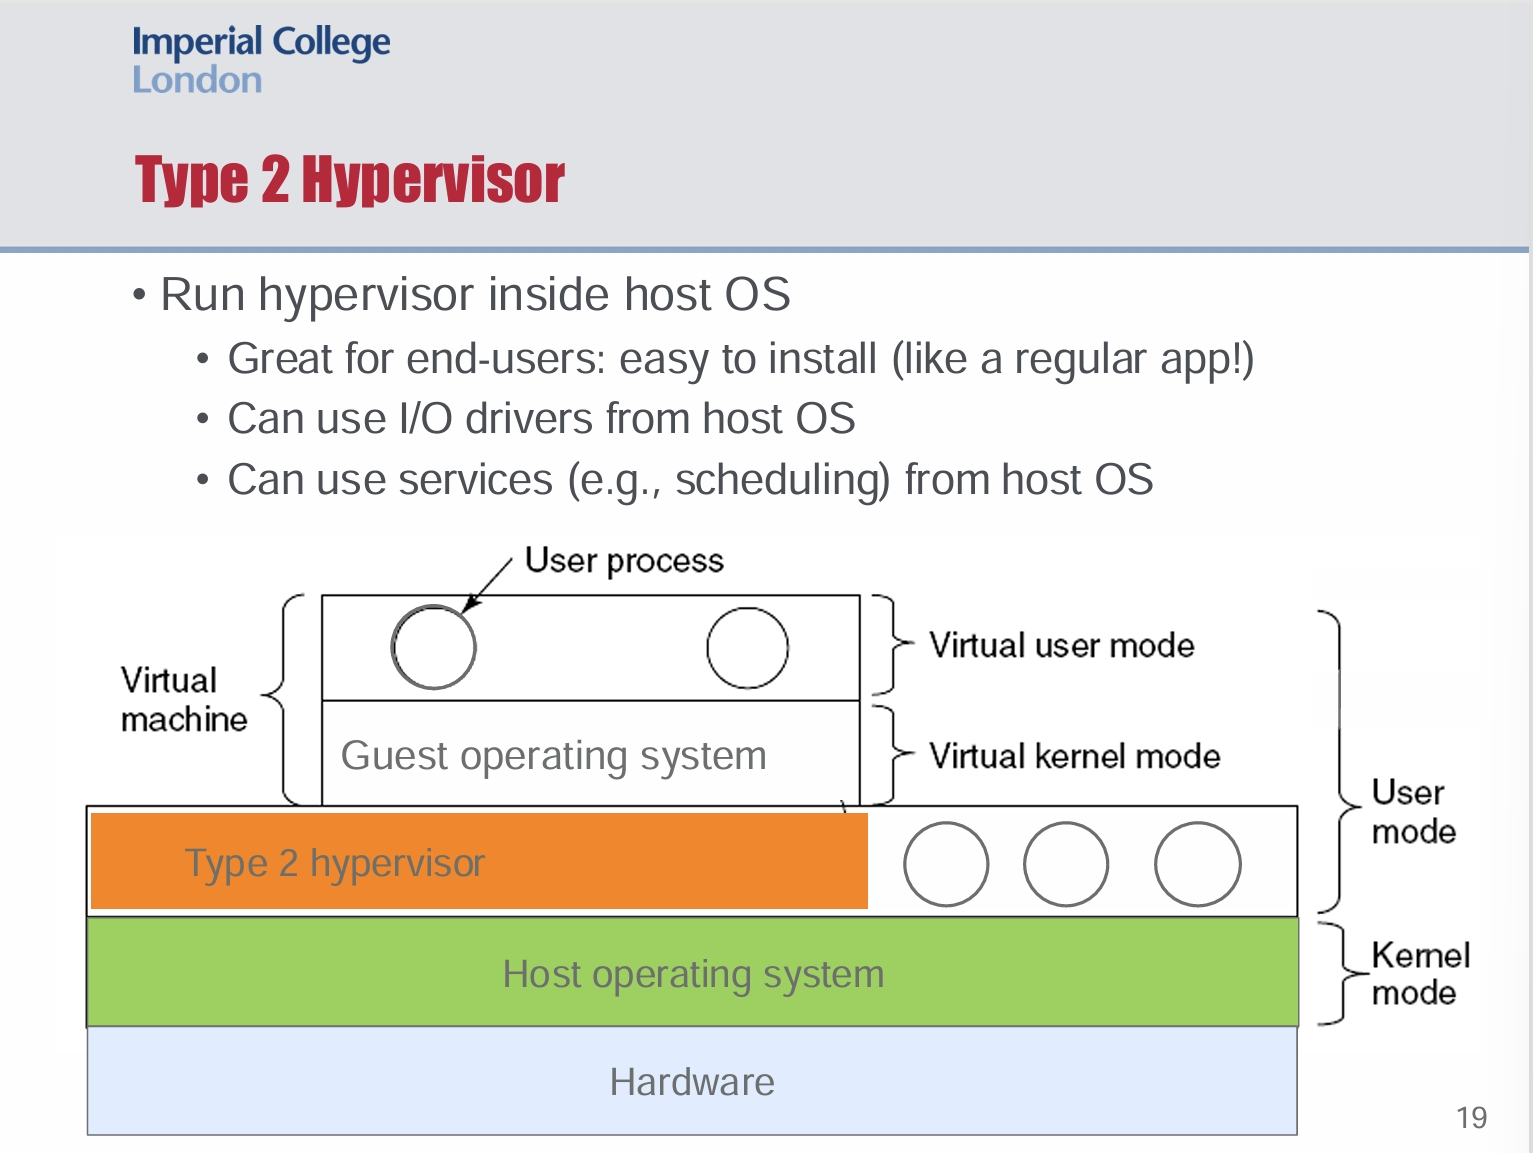 Imperial College
London
Type 2 Hypervisor
• Run hypervisor inside host OS
• Great for end-users: easy to install (like a regular app!)
• Can use I/O drivers from host OS
• Can use services (e.g., scheduling) from host OS
User process
Virtual
machine
Virtual user mode
Guest operating system
Virtual kernel mode
User
mode
Type 2 hypervisor
Host operating system
Kernel
mode
Hardware
19